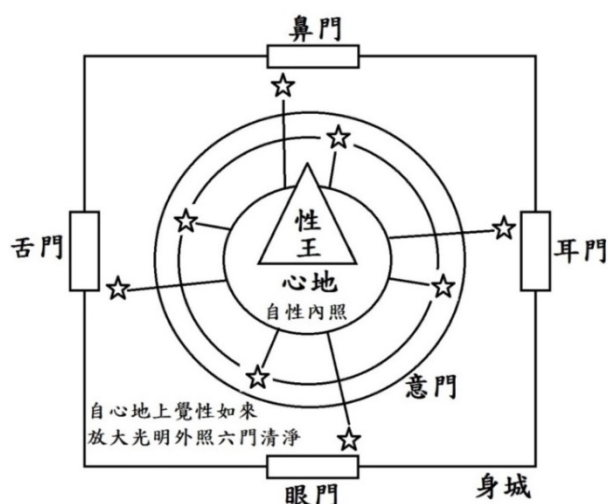 鼻門
性
王
舌門
耳門
心地
自性內照
意門
自心地上覺性如來
放大光明外照六門清淨
眼門
身城